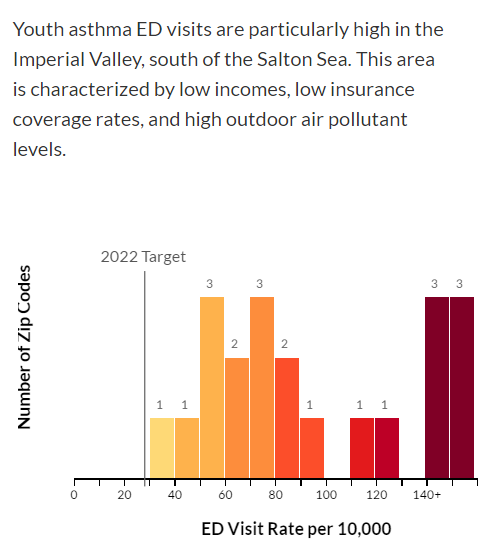 Youth asthma ED visits are particularly high in the
Imperial Valley, south of the Salton Sea. This area
is characterized by low incomes, low insurance
coverage rates, and high outdoor air pollutant
levels.
2022 Target
Number of Zip Codes
1 1 3 2 3 2 1 1 1 3 3
0 20 40 60 80 100 120 140+
ED Visit Rate per 10,000